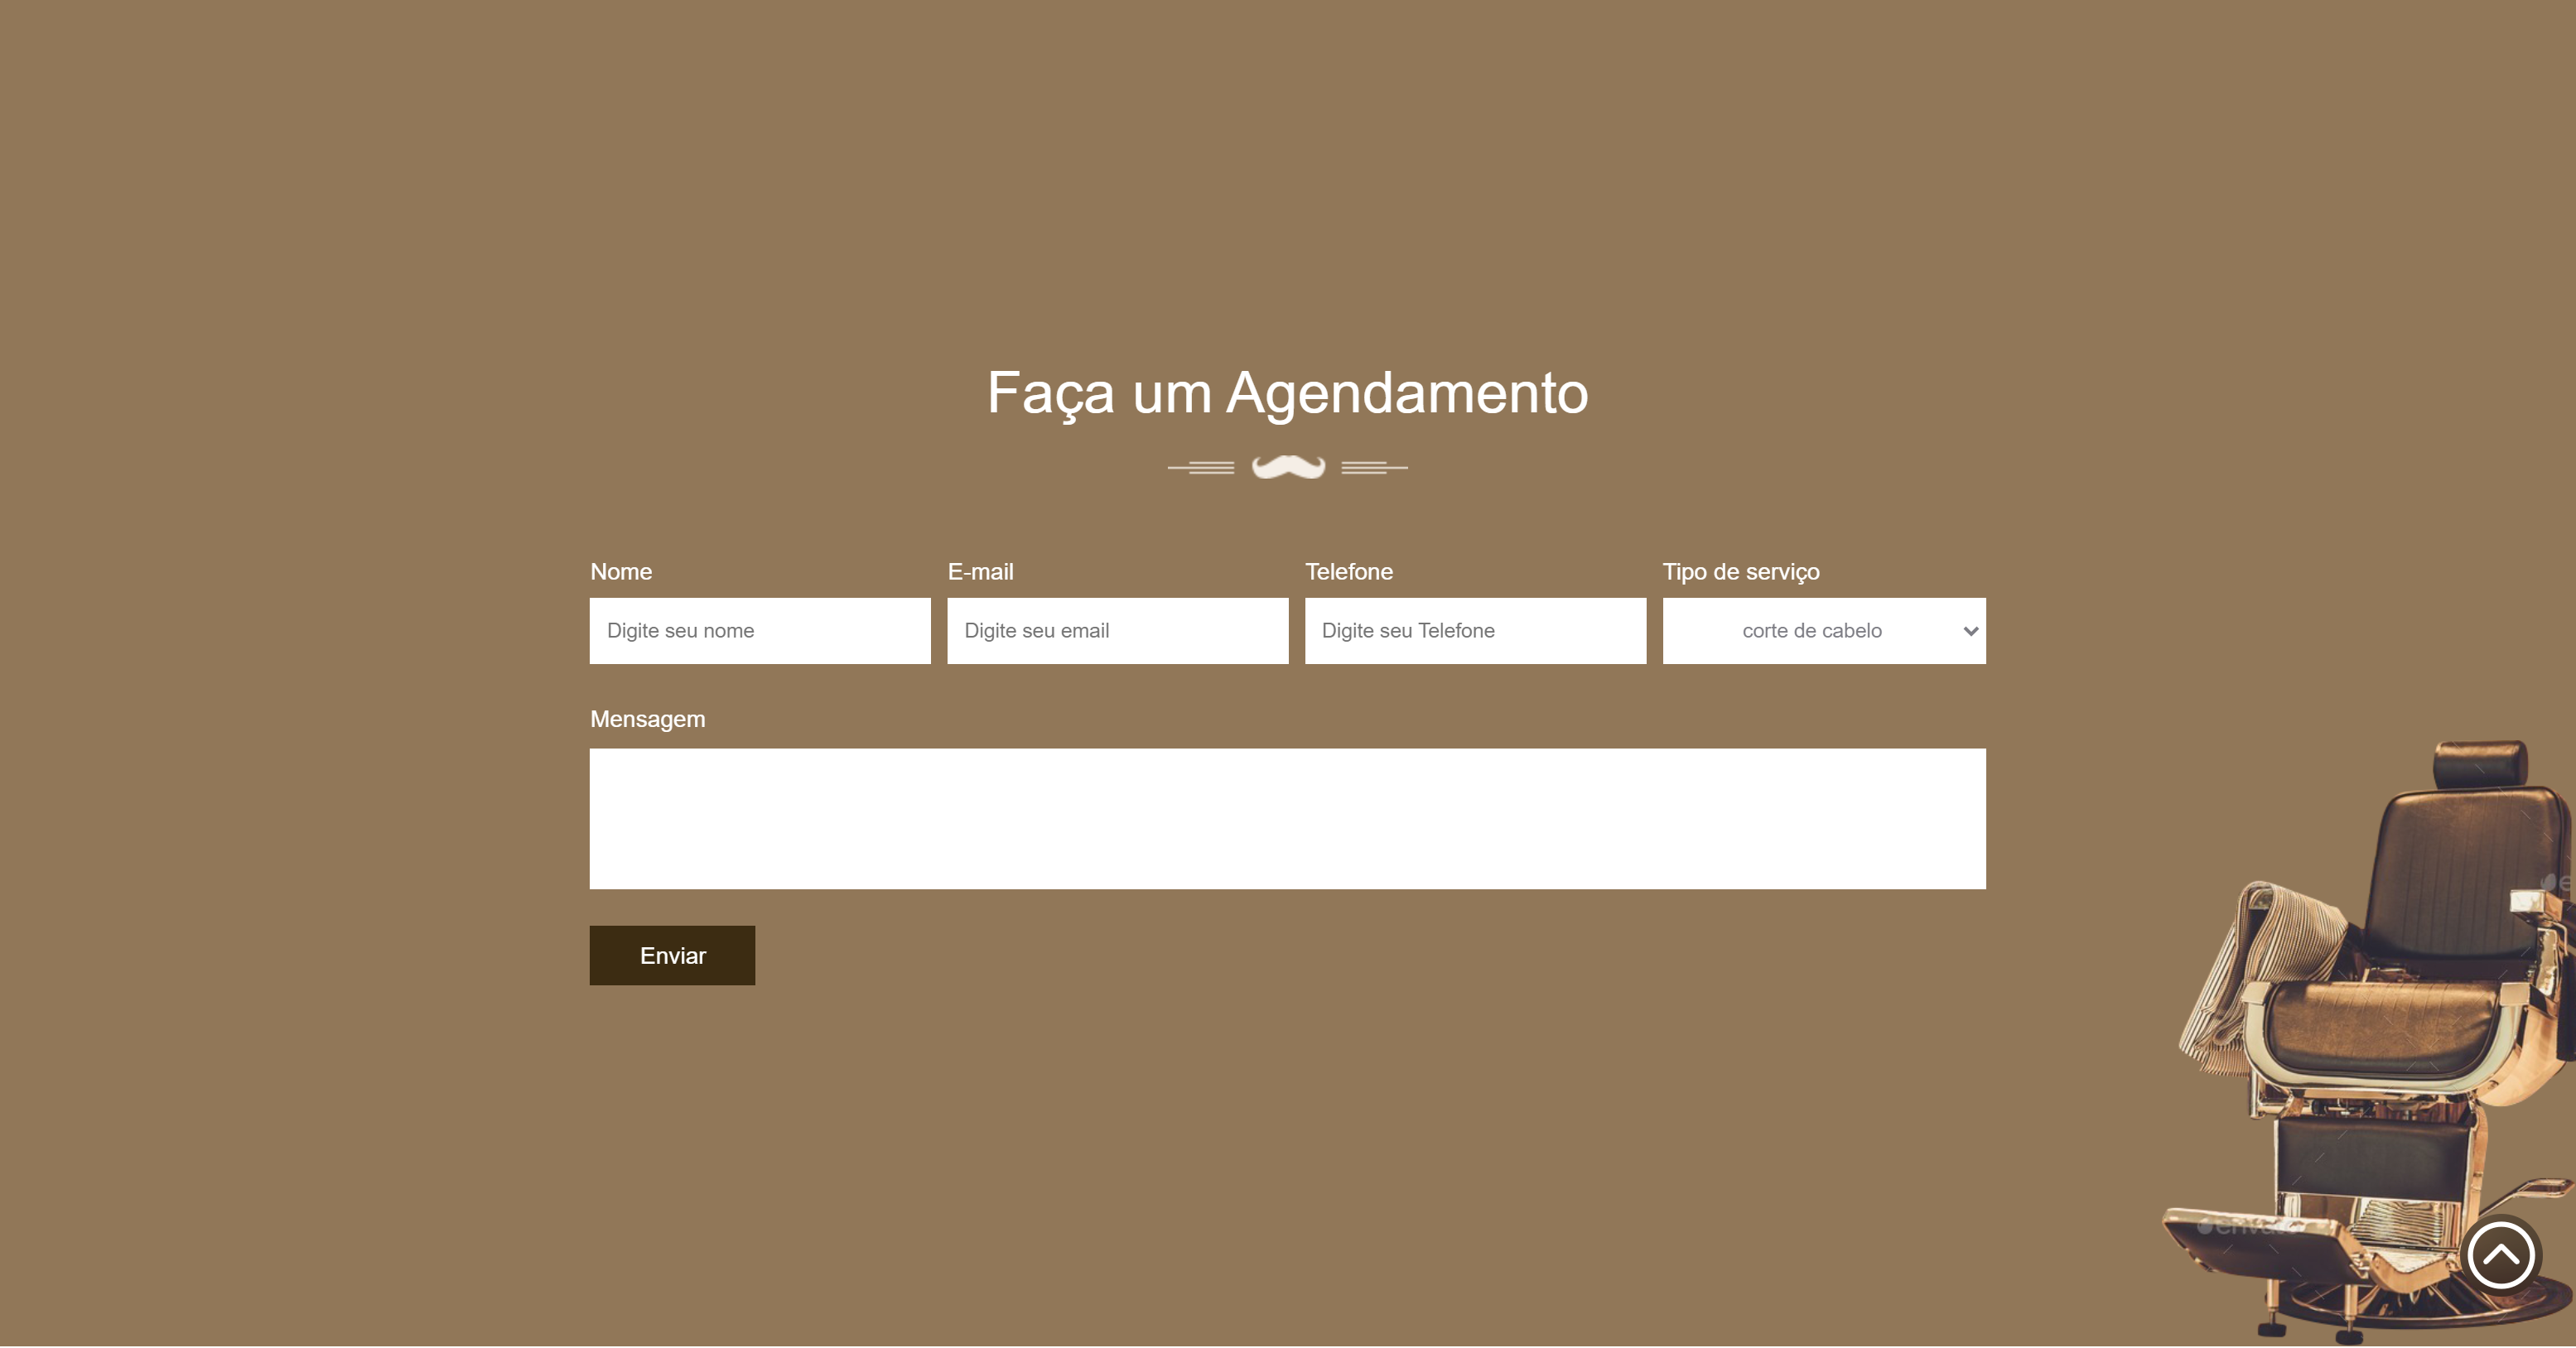 Faça um Agendamento
Nome
E-mail
Telefone
Tipo de serviço
Digite seu nome
Digite seu email
Digite seu Telefone
corte de cabelo
Mensagem
Enviar
envato